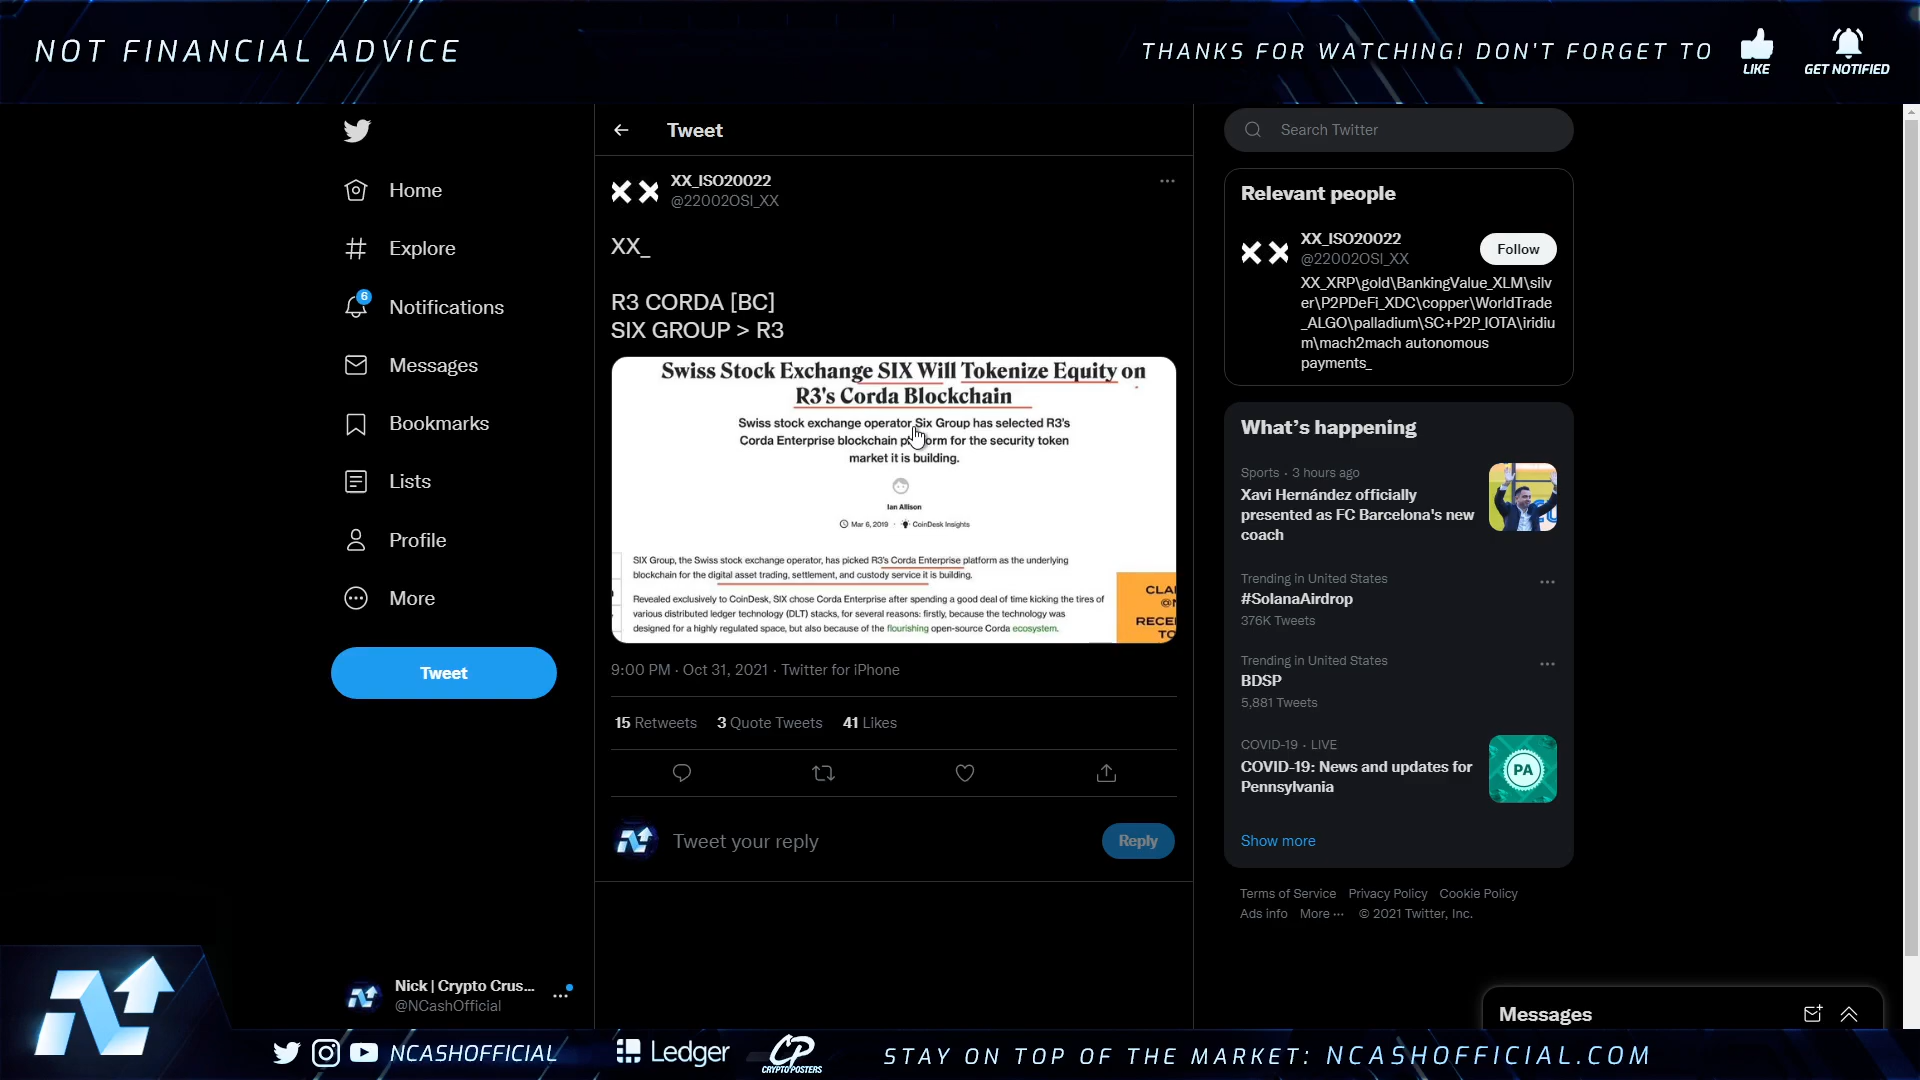 NOT FINANCIAL ADVICE
THANKS FOR WATCHING! DON'T FORGET TO
LIKE
GET NOTIFIED
Home
Explore
6
Notifications
Messages
Bookmarks
Lists
Profile
More
Tweet
Nick | Crypto Crus...
@NCashOfficial
Tweet
XX_ISO20022
@22002OSI_XX
XX_
R3 CORDA [BC]
SIX GROUP > R3
Swiss Stock Exchange SIX Will Tokenize Equity on
R3's Corda Blockchain
Swiss stock exchange operator Six Group has selected R3's
Corda Enterprise blockchain platform for the security token
market it is building.
Ian Allison
Mar 6, 2019 · CoinDesk Insights
SIX Group, the Swiss stock exchange operator, has picked R3's Corda Enterprise platform as the underlying
blockchain for the digital asset trading, settlement, and custody service it is building.
Revealed exclusively to CoinDesk, SIX chose Corda Enterprise after spending a good deal of time kicking the tires of
various distributed ledger technology (DLT) stacks, for several reasons: firstly, because the technology was
designed for a highly regulated space, but also because of the flourishing open-source Corda ecosystem.
CLA
@
RECE
TO
9:00 PM · Oct 31, 2021 · Twitter for iPhone
15 Retweets 3 Quote Tweets 41 Likes
Tweet your reply
Reply
Search Twitter
Relevant people
XX_ISO20022
@22002OSI_XX
Follow
XX_XRP\gold\BankingValue_XLM\silv
er\P2PDeFi_XDC\copper\WorldTrade
_ALGO\palladium\SC+P2P_IOTA\iridiu
m\mach2mach autonomous
payments_
What's happening
Sports · 3 hours ago
Xavi Hernández officially
presented as FC Barcelona's new
coach
Trending in United States
#SolanaAirdrop
376K Tweets
Trending in United States
BDSP
5,881 Tweets
COVID-19 · LIVE
COVID-19: News and updates for
Pennsylvania
PA
Show more
Terms of Service Privacy Policy Cookie Policy
Ads info More ··· © 2021 Twitter, Inc.
Messages
NCASHOFFICIAL
Ledger
CP
CRYPTOPOSTERS
STAY ON TOP OF THE MARKET: NCASHOFFICIAL.COM